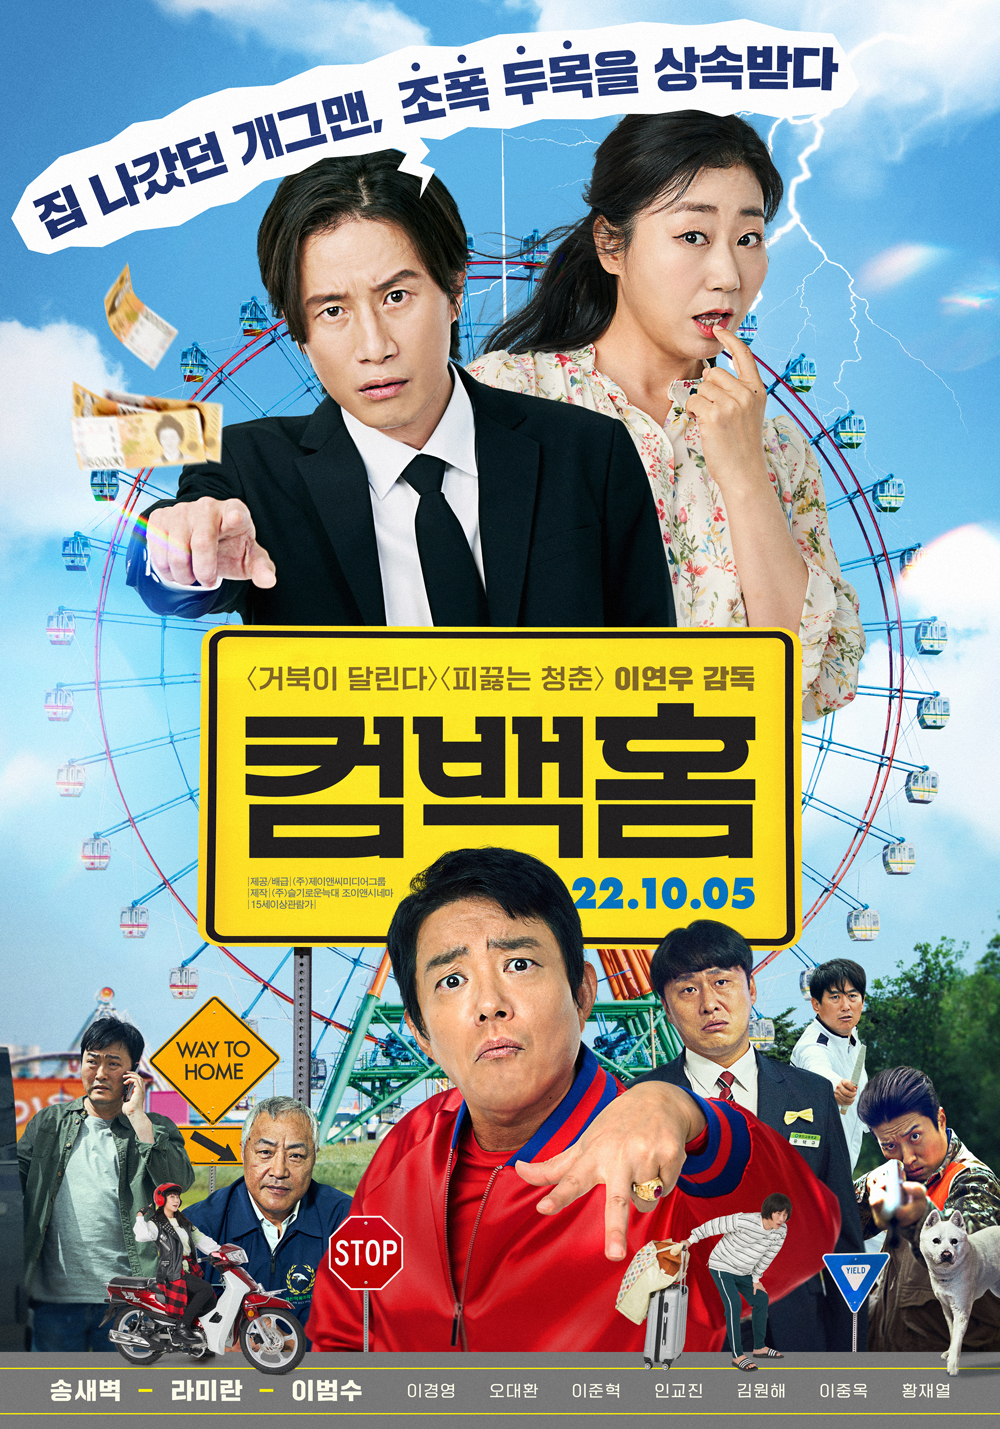 집 나갔던 개그맨, 조폭 두목을 상속받다
<거북이 달린다><피끓는 청춘> 이연우 감독
컴백홈
|제공/배급| (주)제이앤씨미디어그룹
|제작| (주)슬기로운늑대 조이앤시네마
|15세이상관람가|
22.10.05
WAY TO
HOME
STOP
YIELD
송새벽 – 라미란 – 이범수 이경영 오대환 이준혁 인교진 김원해 이중옥 황재열